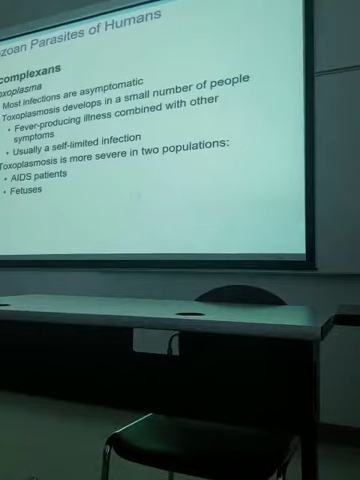 zoan Parasites of Humans
complexans
oxoplasma
Most infections are asymptomatic
Toxoplasmosis develops in a small number of people
• Fever-producing illness combined with other
symptoms
• Usually a self-limited infection
Toxoplasmosis is more severe in two populations:
• AIDS patients
• Fetuses